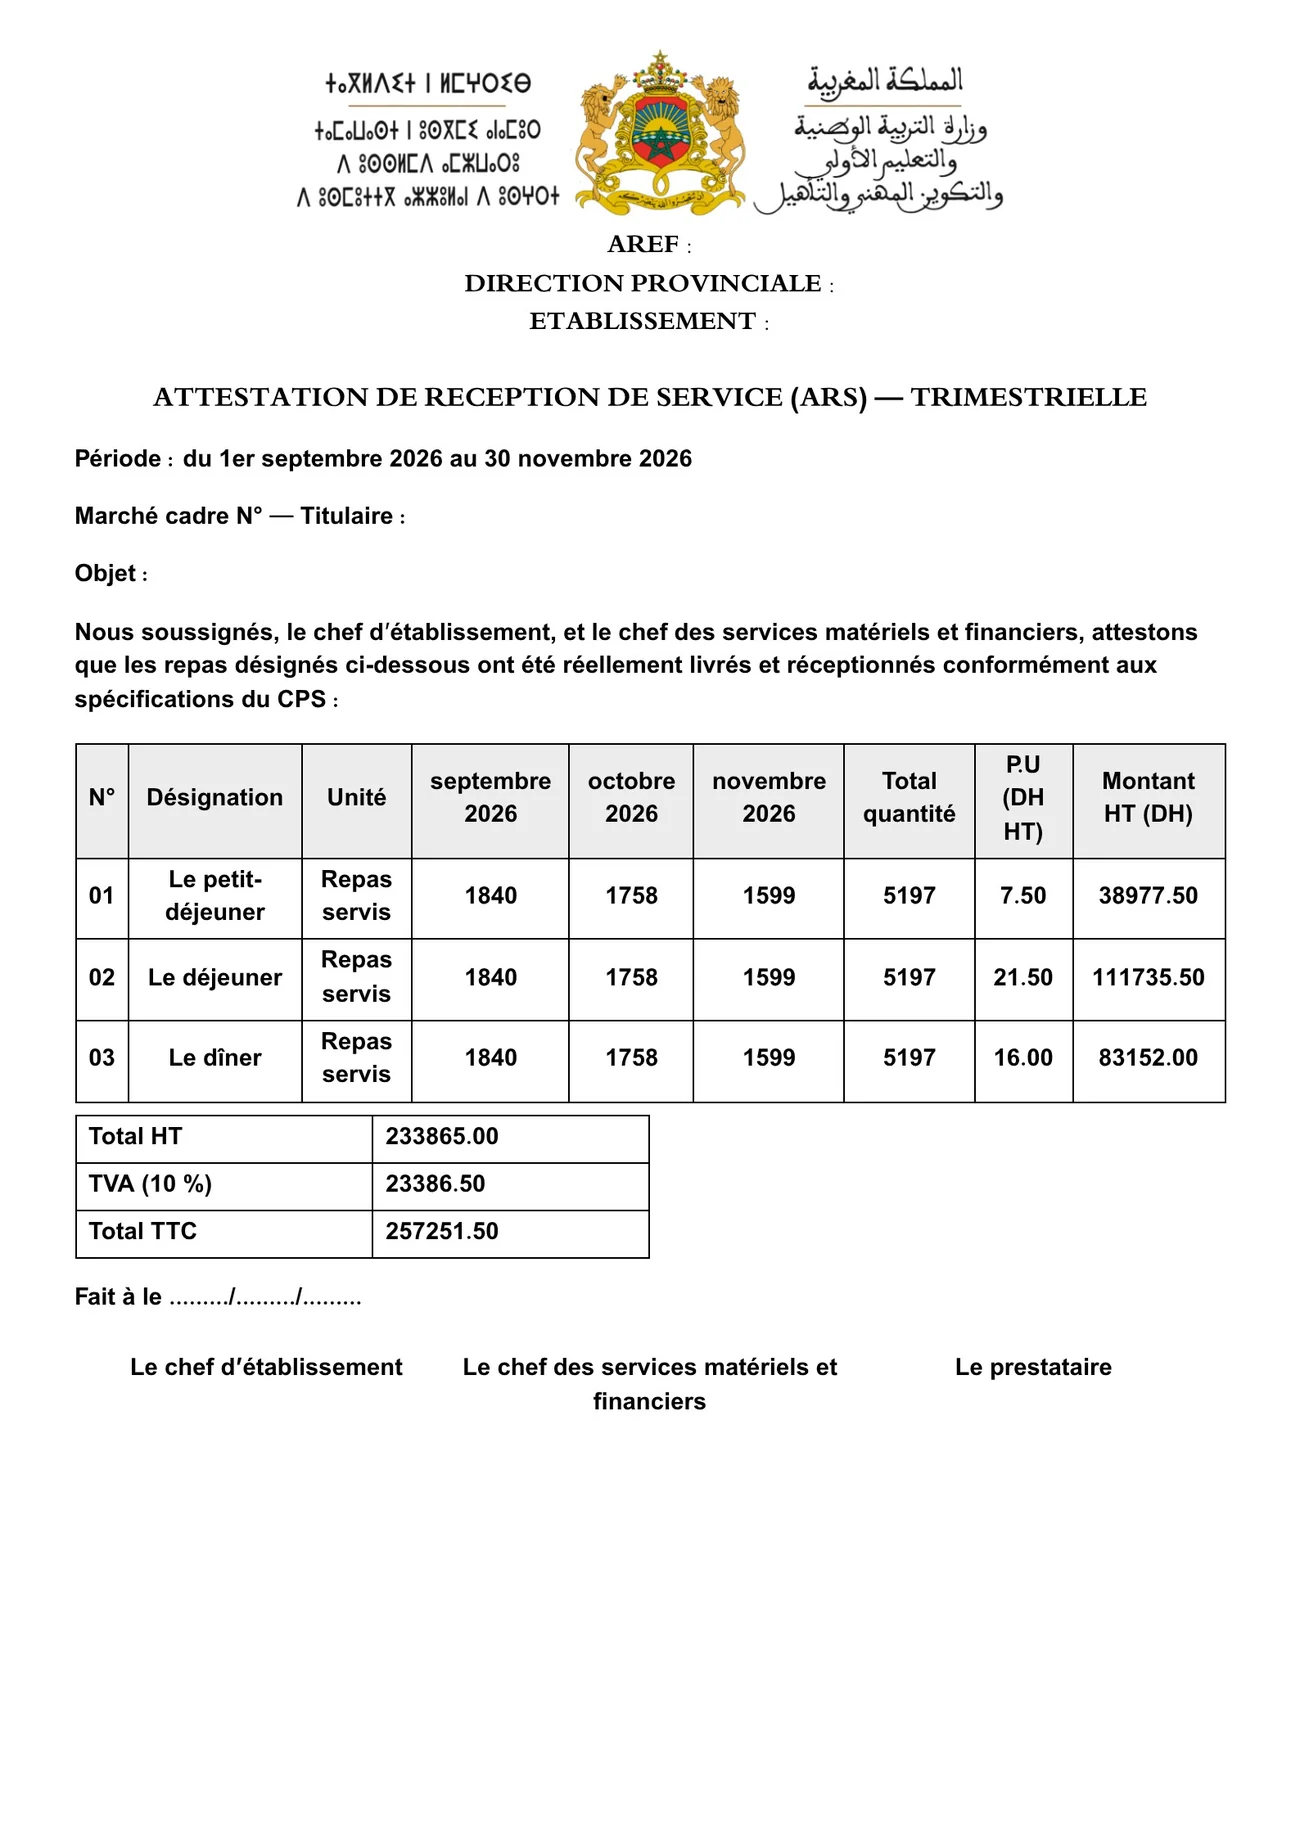 ⵜⴰⴳⵍⴷⵉⵜ ⵏ ⵍⵎⵖⵔⵉⴱ
ⵜⴰⵎⴰⵡⴰⵙⵜ ⵏ ⵓⵙⴳⵎⵉ ⴰⵏⴰⵎⵓⵔ
ⴷ ⵓⵙⵙⵍⵎⴷ ⴰⵎⵣⵡⴰⵔⵓ
ⴷ ⵓⵙⵎⵓⵜⵜⴳ ⴰⵣⵣⵓⵍⴰⵏ ⴷ ⵓⵙⵖⵔⵜ
المملكة المغربية
وزارة التربية الوطنية
والتعليم الأولي
والتكوين المهني والتأهيل
AREF :
DIRECTION PROVINCIALE :
ETABLISSEMENT :
ATTESTATION DE RECEPTION DE SERVICE (ARS) — TRIMESTRIELLE
Période : du 1er septembre 2026 au 30 novembre 2026
Marché cadre N° — Titulaire :
Objet :
Nous soussignés, le chef d'établissement, et le chef des services matériels et financiers, attestons
que les repas désignés ci-dessous ont été réellement livrés et réceptionnés conformément aux
spécifications du CPS :
N° Désignation Unité septembre 2026 octobre 2026 novembre 2026 Total quantité P.U (DH HT) Montant HT (DH)
01 Le petit-déjeuner Repas servis 1840 1758 1599 5197 7.50 38977.50
02 Le déjeuner Repas servis 1840 1758 1599 5197 21.50 111735.50
03 Le dîner Repas servis 1840 1758 1599 5197 16.00 83152.00
Total HT 233865.00
TVA (10 %) 23386.50
Total TTC 257251.50
Fait à le ........./........./.........
Le chef d'établissement Le chef des services matériels et financiers Le prestataire